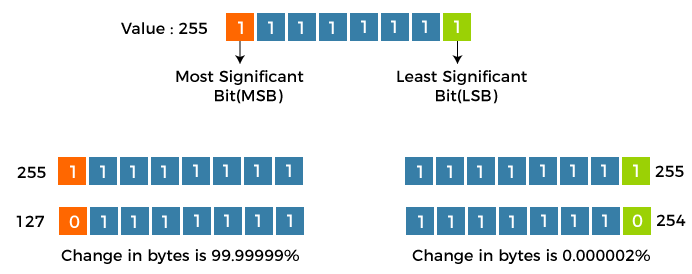 Value : 255 1 1 1 1 1 1 1 1
Most Significant Bit(MSB)
Least Significant Bit(LSB)
255 1 1 1 1 1 1 1 1
1 1 1 1 1 1 1 1 255
127 0 1 1 1 1 1 1 1
1 1 1 1 1 1 1 0 254
Change in bytes is 99.99999%
Change in bytes is 0.000002%